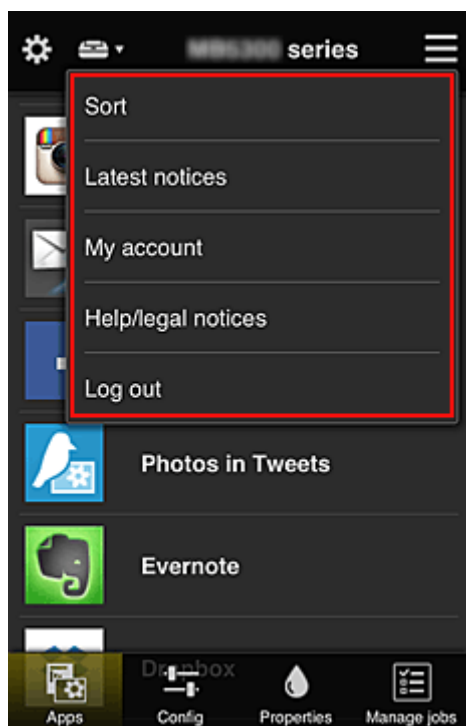 series
Sort
Latest notices
My account
Help/legal notices
Log out
Photos in Tweets
Evernote
Dropbox
Apps
Config
Properties
Manage jobs